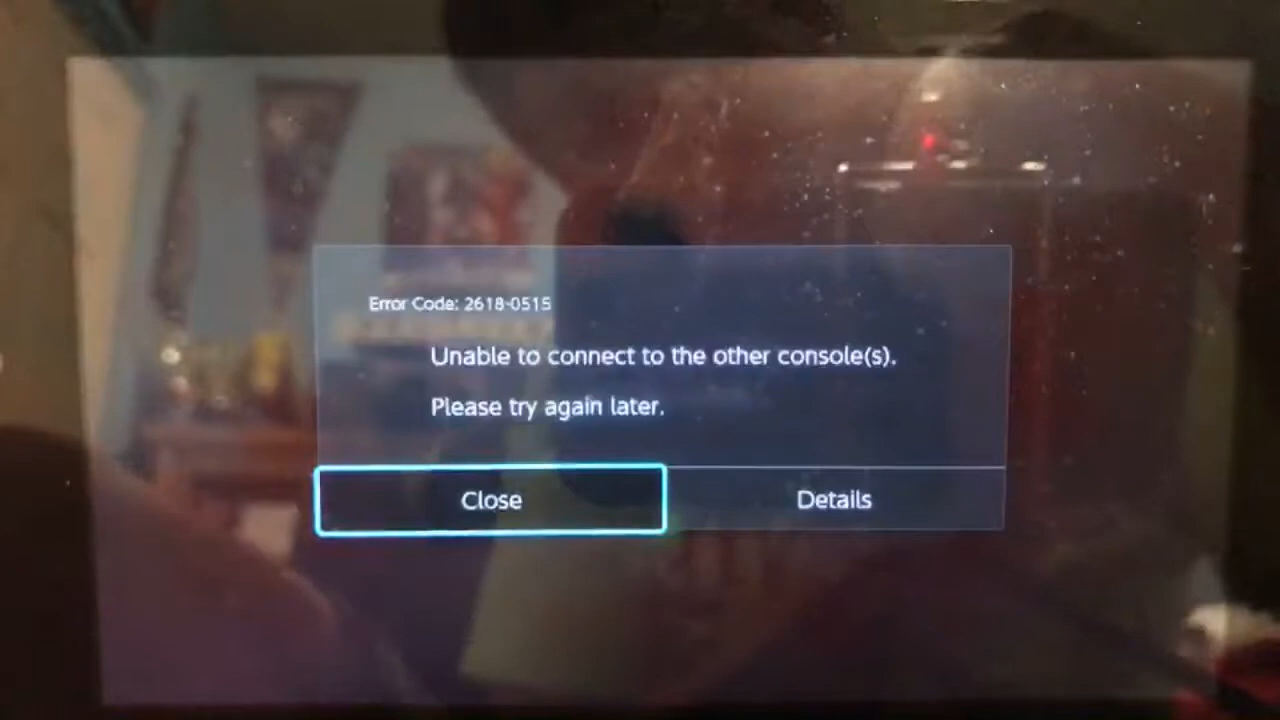 Error Code: 2618-0515
Unable to connect to the other console(s).
Please try again later.
Close
Details